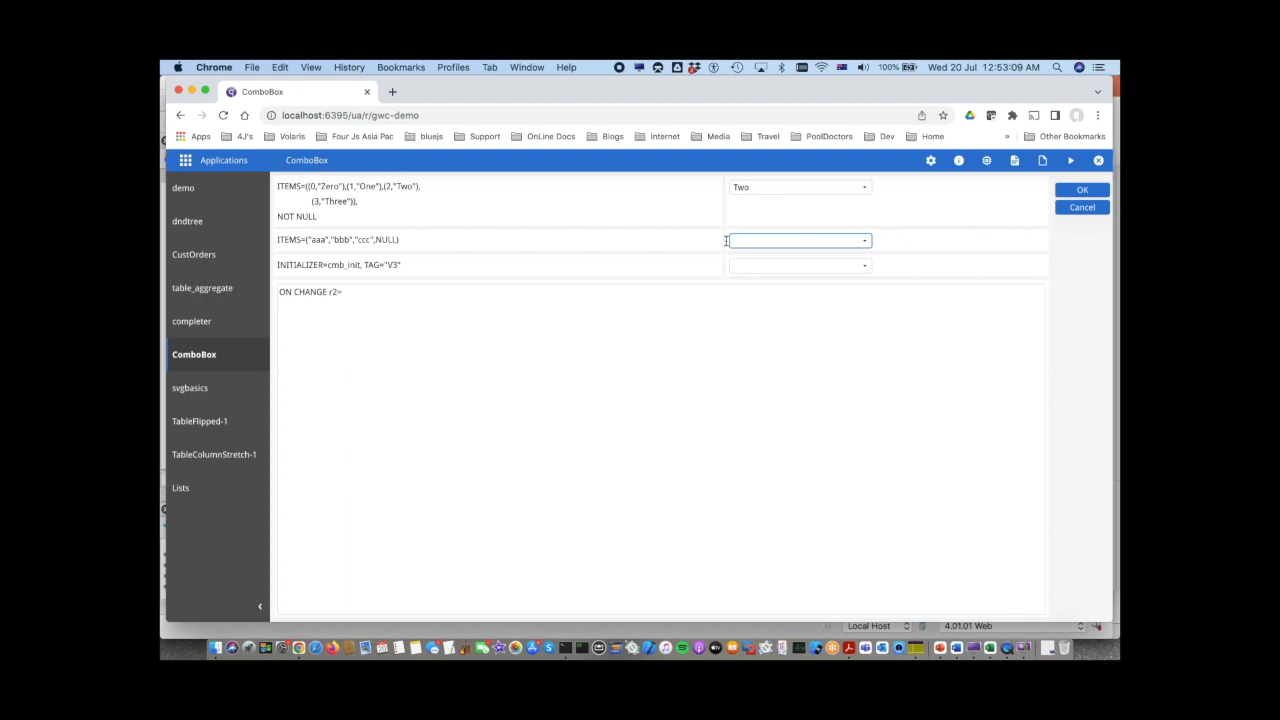 Chrome File Edit View History Bookmarks Profiles Tab Window Help 100% Wed 20 Jul 12:53:09 AM
ComboBox
localhost:6395/ua/r/gwc-demo
Apps 4J's Volaris Four Js Asia Pac bluejs Support OnLine Docs Blogs Internet Media Travel PoolDoctors Dev Home » Other Bookmarks
Applications ComboBox
demo
dndtree
CustOrders
table_aggregate
completer
ComboBox
svgbasics
TableFlipped-1
TableColumnStretch-1
Lists
ITEMS=((0,"Zero"),(1,"One"),(2,"Two"),
(3,"Three")),
NOT NULL
Two
ITEMS=("aaa","bbb","ccc",NULL)
INITIALIZER=cmb_init, TAG="V3"
ON CHANGE r2=
OK
Cancel
Local Host 4.01.01 Web